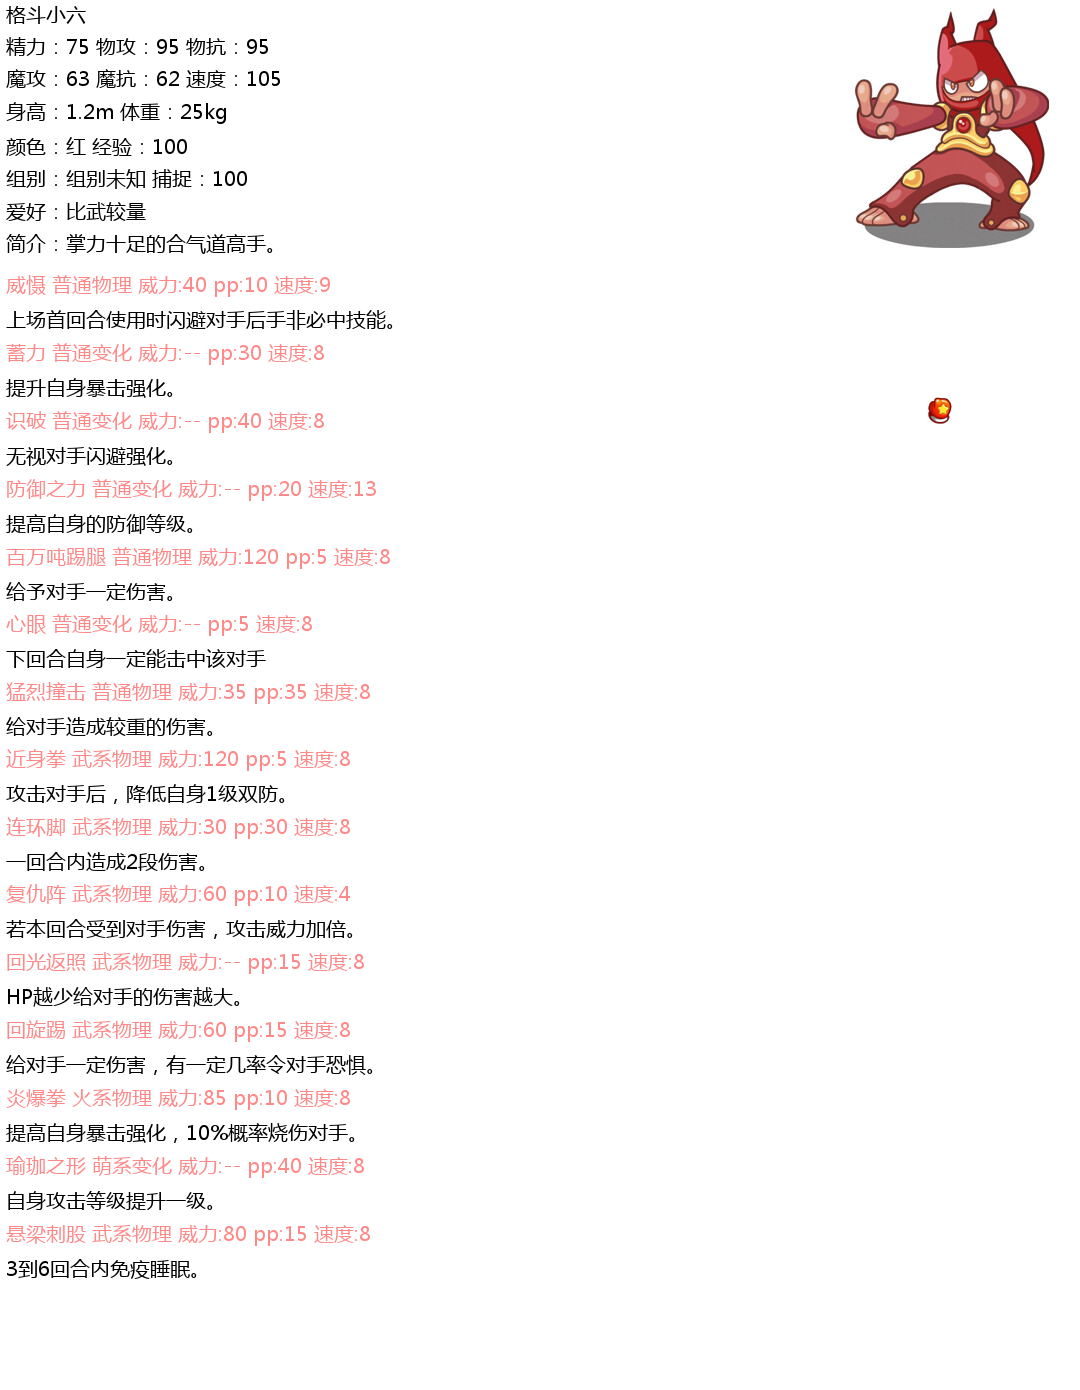 格斗小六
精力：75 物攻：95 物抗：95
魔攻：63 魔抗：62 速度：105
身高：1.2m 体重：25kg
颜色：红 经验：100
组别：组别未知 捕捉：100
爱好：比武较量
简介：掌力十足的合气道高手。
威慑 普通物理 威力:40 pp:10 速度:9
上场首回合使用时闪避对手后手非必中技能。
蓄力 普通变化 威力:-- pp:30 速度:8
提升自身暴击强化。
识破 普通变化 威力:-- pp:40 速度:8
无视对手闪避强化。
防御之力 普通变化 威力:-- pp:20 速度:13
提高自身的防御等级。
百万吨踢腿 普通物理 威力:120 pp:5 速度:8
给予对手一定伤害。
心眼 普通变化 威力:-- pp:5 速度:8
下回合自身一定能击中该对手
猛烈撞击 普通物理 威力:35 pp:35 速度:8
给对手造成较重的伤害。
近身拳 武系物理 威力:120 pp:5 速度:8
攻击对手后，降低自身1级双防。
连环脚 武系物理 威力:30 pp:30 速度:8
一回合内造成2段伤害。
复仇阵 武系物理 威力:60 pp:10 速度:4
若本回合受到对手伤害，攻击威力加倍。
回光返照 武系物理 威力:-- pp:15 速度:8
HP越少给对手的伤害越大。
回旋踢 武系物理 威力:60 pp:15 速度:8
给对手一定伤害，有一定几率令对手恐惧。
炎爆拳 火系物理 威力:85 pp:10 速度:8
提高自身暴击强化，10%概率烧伤对手。
瑜珈之形 萌系变化 威力:-- pp:40 速度:8
自身攻击等级提升一级。
悬梁刺股 武系物理 威力:80 pp:15 速度:8
3到6回合内免疫睡眠。